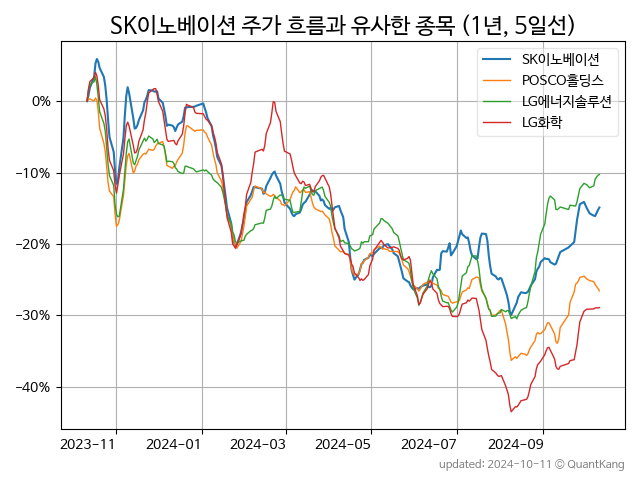 SK이노베이션 주가 흐름과 유사한 종목 (1년, 5일선)
SK이노베이션
POSCO홀딩스
LG에너지솔루션
LG화학
0%
-10%
-20%
-30%
-40%
2023-11
2024-01
2024-03
2024-05
2024-07
2024-09
updated: 2024-10-11 © QuantKang